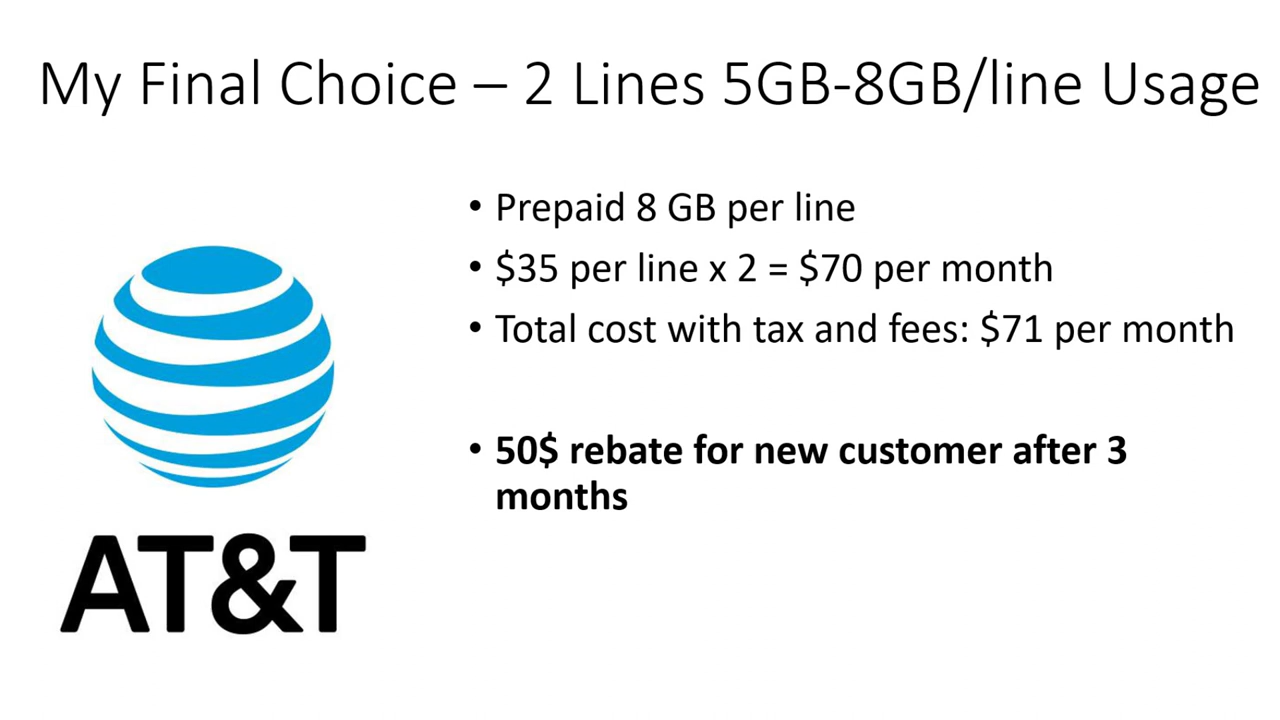 My Final Choice – 2 Lines 5GB-8GB/line Usage
• Prepaid 8 GB per line
• $35 per line x 2 = $70 per month
• Total cost with tax and fees: $71 per month
• 50$ rebate for new customer after 3
months
AT&T